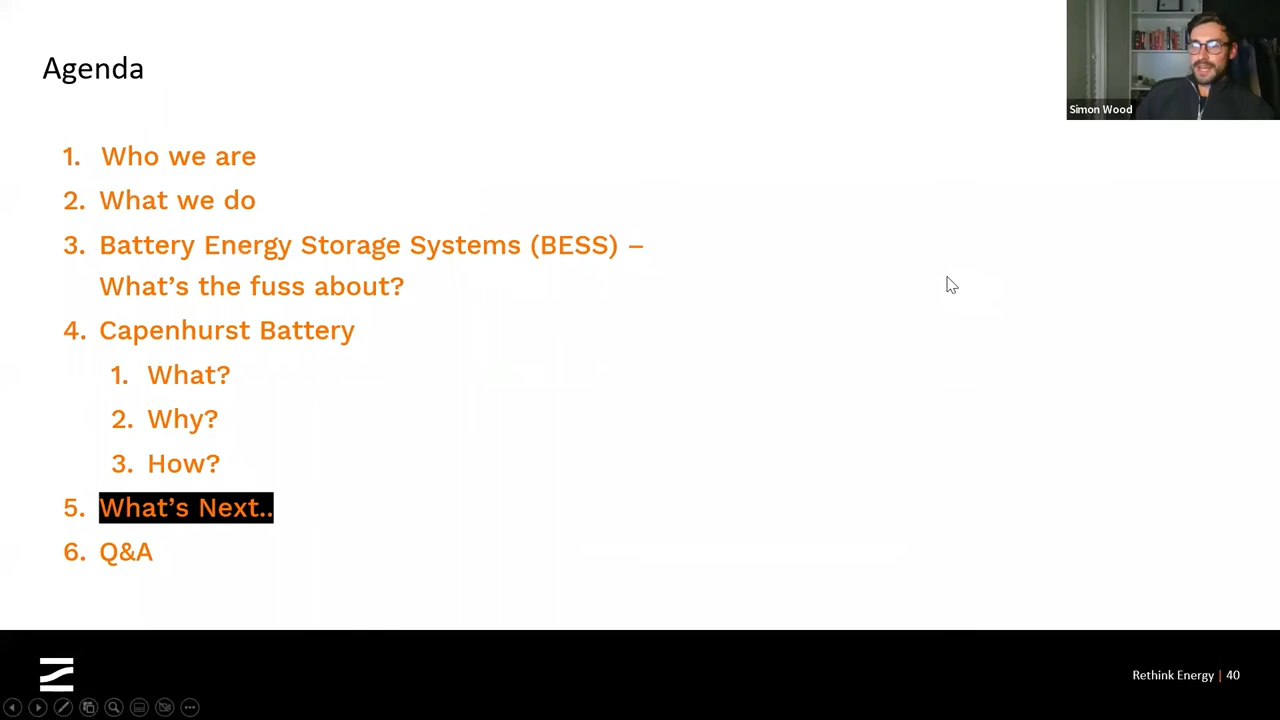 Agenda
Simon Wood
1. Who we are
2. What we do
3. Battery Energy Storage Systems (BESS) –
What’s the fuss about?
4. Capenhurst Battery
1. What?
2. Why?
3. How?
5. What’s Next..
6. Q&A
Rethink Energy | 40